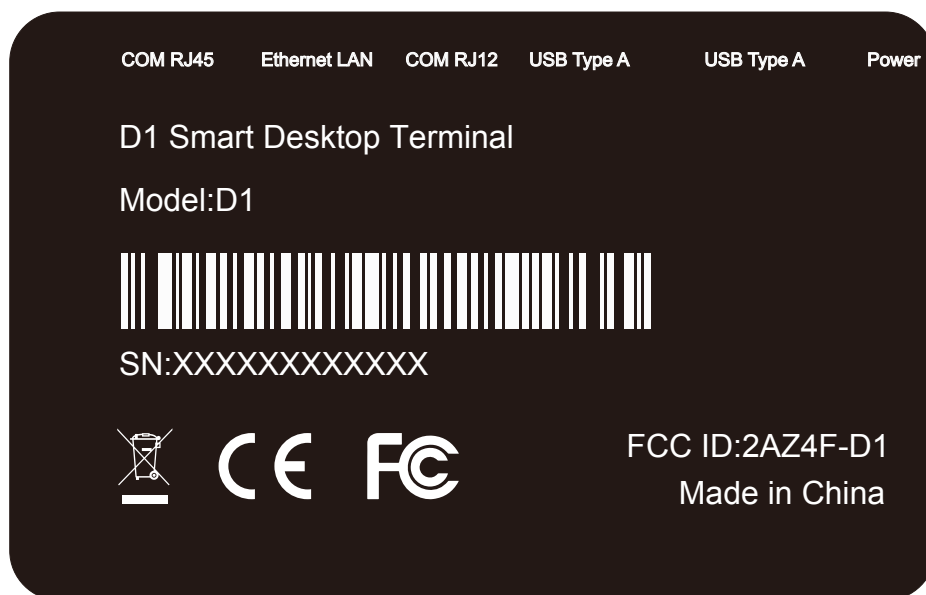 COM RJ45 Ethernet LAN COM RJ12 USB Type A USB Type A Power
D1 Smart Desktop Terminal
Model:D1
SN:XXXXXXXXXXXX
CE FC
FCC ID:2AZ4F-D1
Made in China